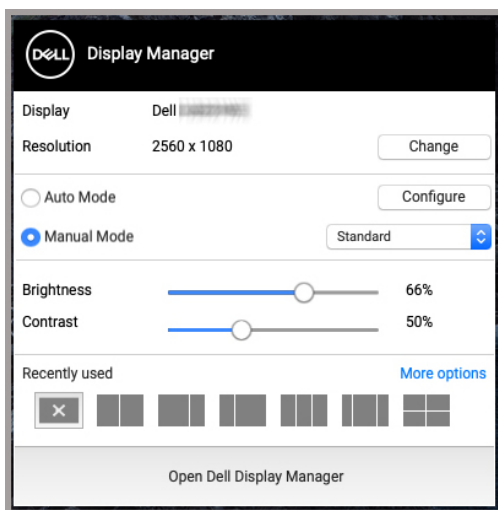 DELL Display Manager
Display Dell
Resolution 2560 x 1080 Change
Auto Mode Configure
Manual Mode Standard
Brightness 66%
Contrast 50%
Recently used More options
Open Dell Display Manager